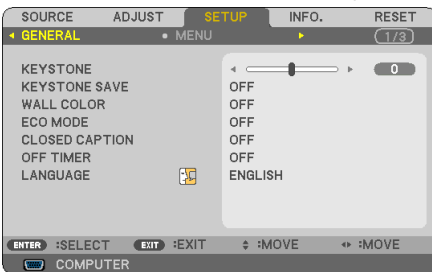 SOURCE ADJUST SETUP INFO. RESET
GENERAL MENU 1/3
KEYSTONE 0
KEYSTONE SAVE OFF
WALL COLOR OFF
ECO MODE OFF
CLOSED CAPTION OFF
OFF TIMER OFF
LANGUAGE ENGLISH
ENTER :SELECT EXIT :EXIT :MOVE :MOVE
COMPUTER